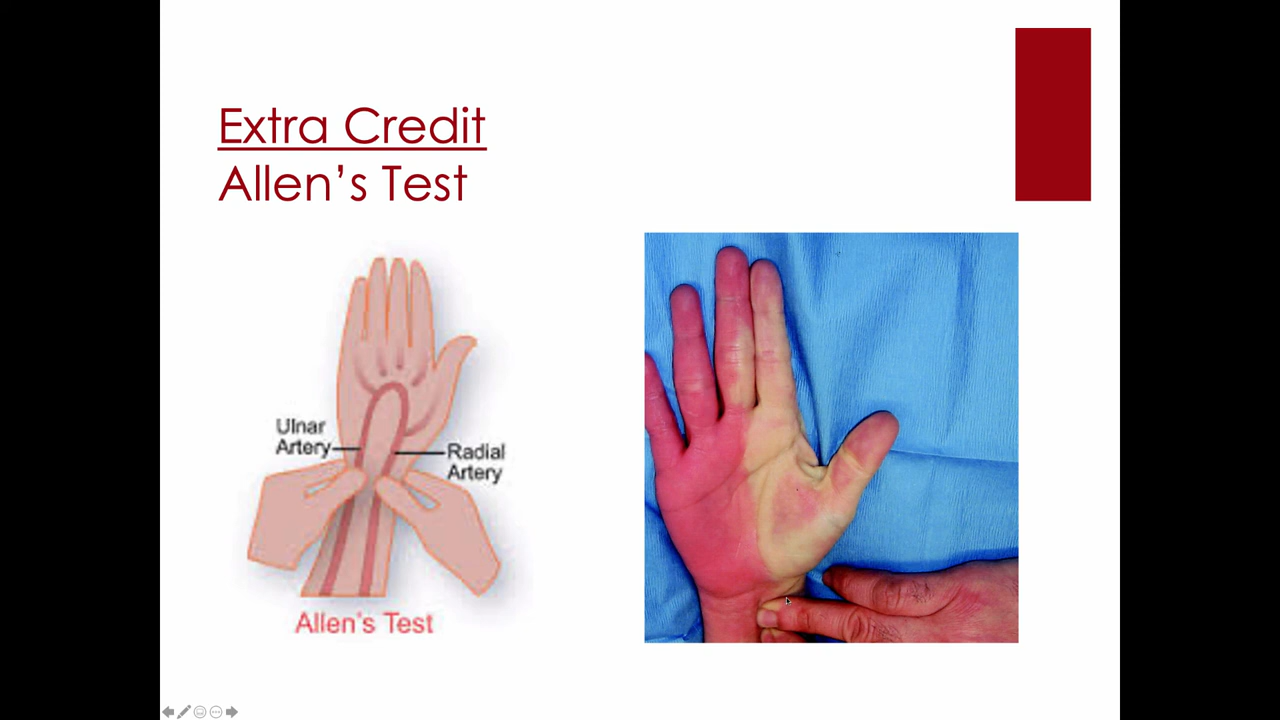 Extra Credit
Allen’s Test
Ulnar
Artery
Radial
Artery
Allen’s Test